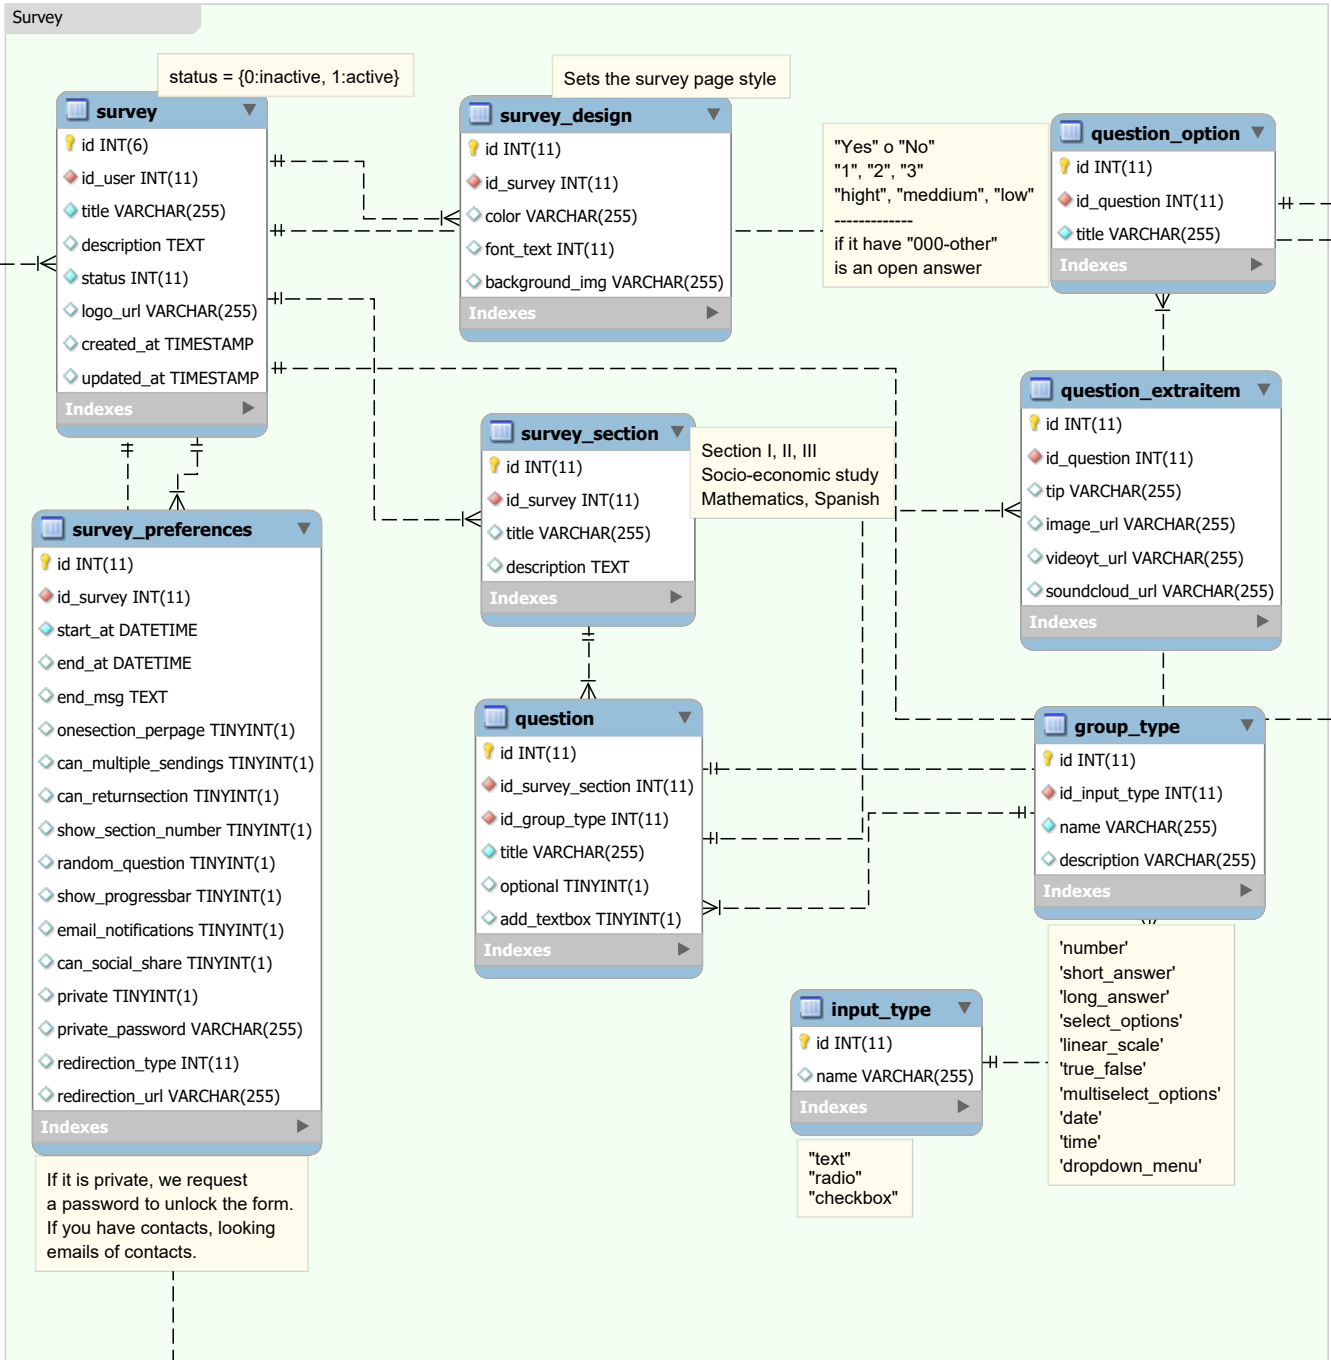 Survey
status = {0:inactive, 1:active}
survey
id INT(6)
id_user INT(11)
title VARCHAR(255)
description TEXT
status INT(11)
logo_url VARCHAR(255)
created_at TIMESTAMP
updated_at TIMESTAMP
Indexes
Sets the survey page style
survey_design
id INT(11)
id_survey INT(11)
color VARCHAR(255)
font_text INT(11)
background_img VARCHAR(255)
Indexes
"Yes" o "No"
"1", "2", "3"
"hight", "meddium", "low"
-------------
if it have "000-other"
is an open answer
question_option
id INT(11)
id_question INT(11)
title VARCHAR(255)
Indexes
question_extraitem
id INT(11)
id_question INT(11)
tip VARCHAR(255)
image_url VARCHAR(255)
videoyt_url VARCHAR(255)
soundcloud_url VARCHAR(255)
Indexes
survey_section
id INT(11)
id_survey INT(11)
title VARCHAR(255)
description TEXT
Indexes
Section I, II, III
Socio-economic study
Mathematics, Spanish
survey_preferences
id INT(11)
id_survey INT(11)
start_at DATETIME
end_at DATETIME
end_msg TEXT
onesection_perpage TINYINT(1)
can_multiple_sendings TINYINT(1)
can_returnsection TINYINT(1)
show_section_number TINYINT(1)
random_question TINYINT(1)
show_progressbar TINYINT(1)
email_notifications TINYINT(1)
can_social_share TINYINT(1)
private TINYINT(1)
private_password VARCHAR(255)
redirection_type INT(11)
redirection_url VARCHAR(255)
Indexes
If it is private, we request
a password to unlock the form.
If you have contacts, looking
emails of contacts.
question
id INT(11)
id_survey_section INT(11)
id_group_type INT(11)
title VARCHAR(255)
optional TINYINT(1)
add_textbox TINYINT(1)
Indexes
group_type
id INT(11)
id_input_type INT(11)
name VARCHAR(255)
description VARCHAR(255)
Indexes
'number'
'short_answer'
'long_answer'
'select_options'
'linear_scale'
'true_false'
'multiselect_options'
'date'
'time'
'dropdown_menu'
input_type
id INT(11)
name VARCHAR(255)
Indexes
"text"
"radio"
"checkbox"